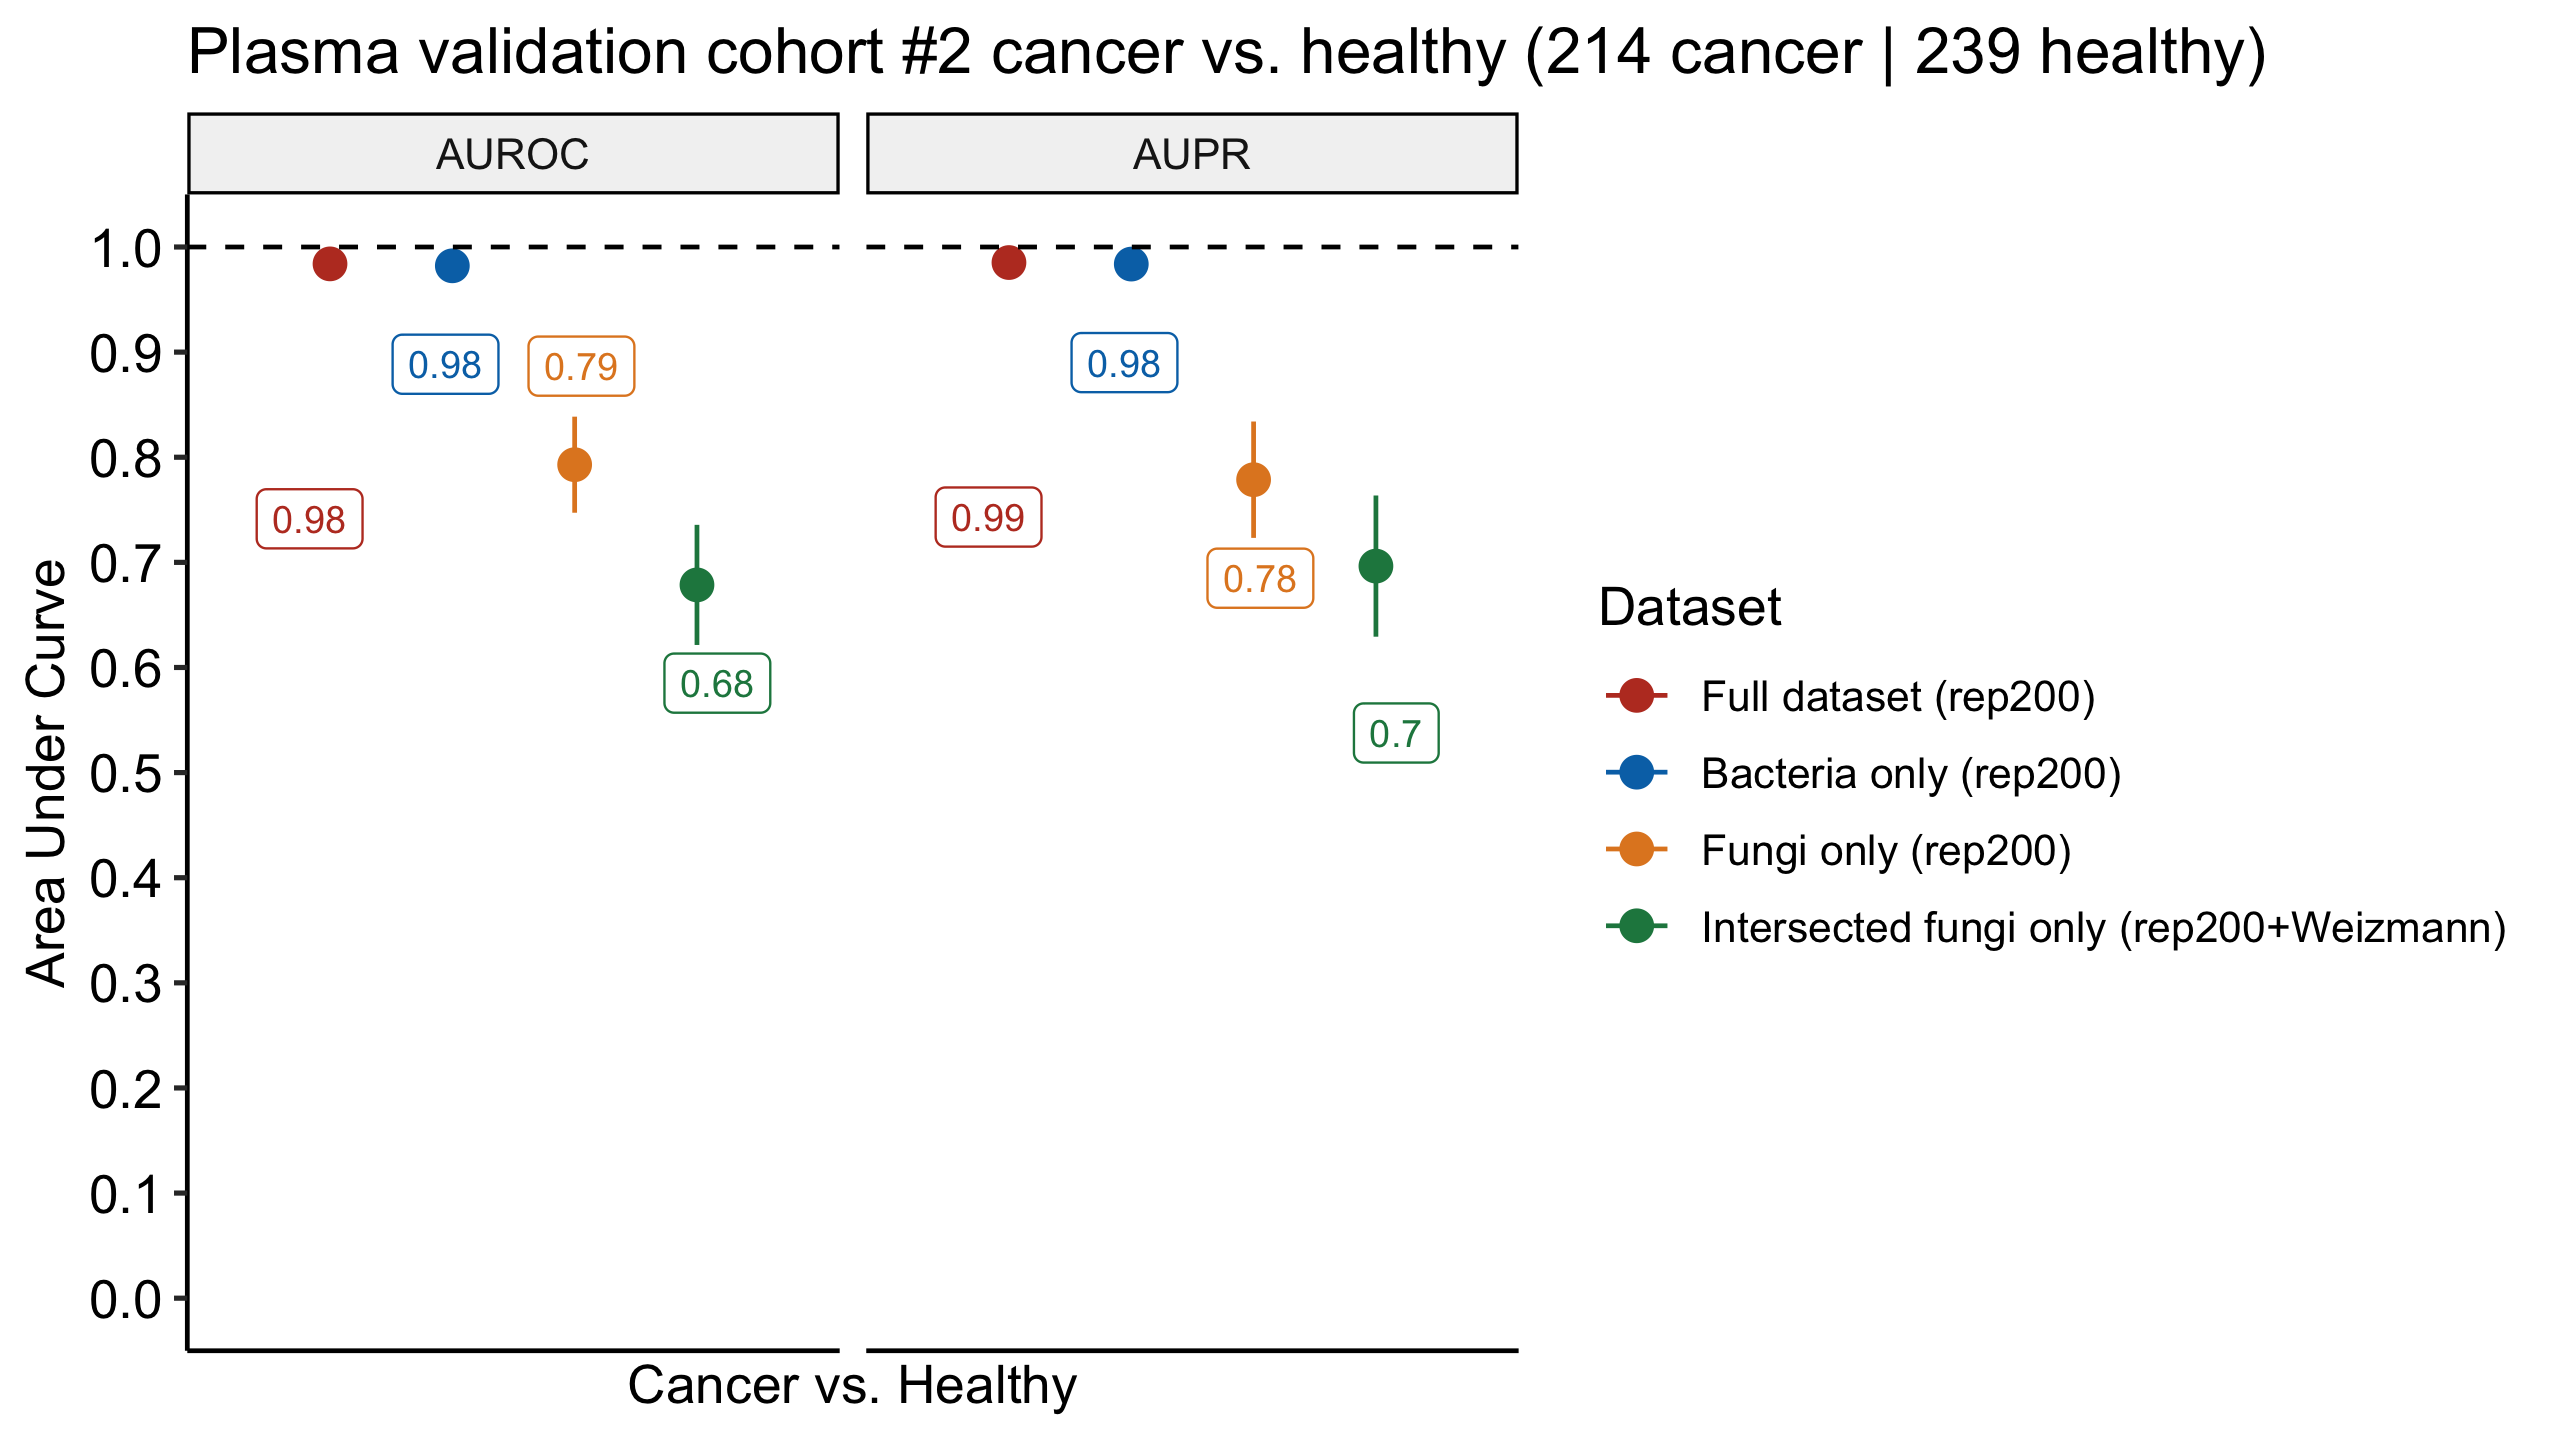 Plasma validation cohort #2 cancer vs. healthy (214 cancer | 239 healthy)
AUROC
AUPR
Area Under Curve
1.0
0.9
0.8
0.7
0.6
0.5
0.4
0.3
0.2
0.1
0.0
0.98
0.98
0.79
0.68
0.99
0.98
0.78
0.7
Cancer vs. Healthy
Dataset
Full dataset (rep200)
Bacteria only (rep200)
Fungi only (rep200)
Intersected fungi only (rep200+Weizmann)